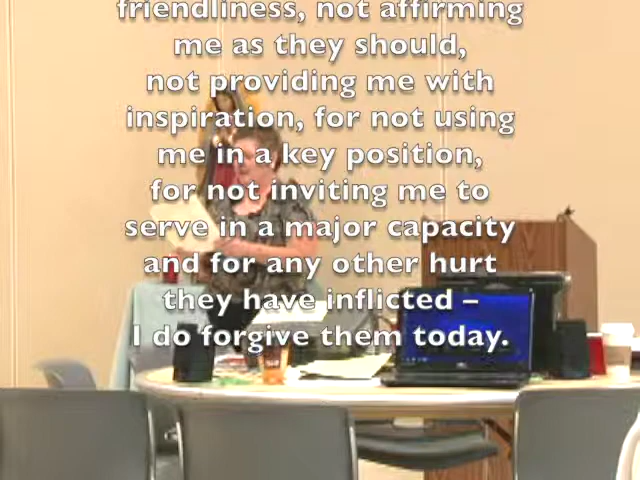 friendliness, not affirming
me as they should,
not providing me with
inspiration, for not using
me in a key position,
for not inviting me to
serve in a major capacity
and for any other hurt
they have inflicted –
I do forgive them today.